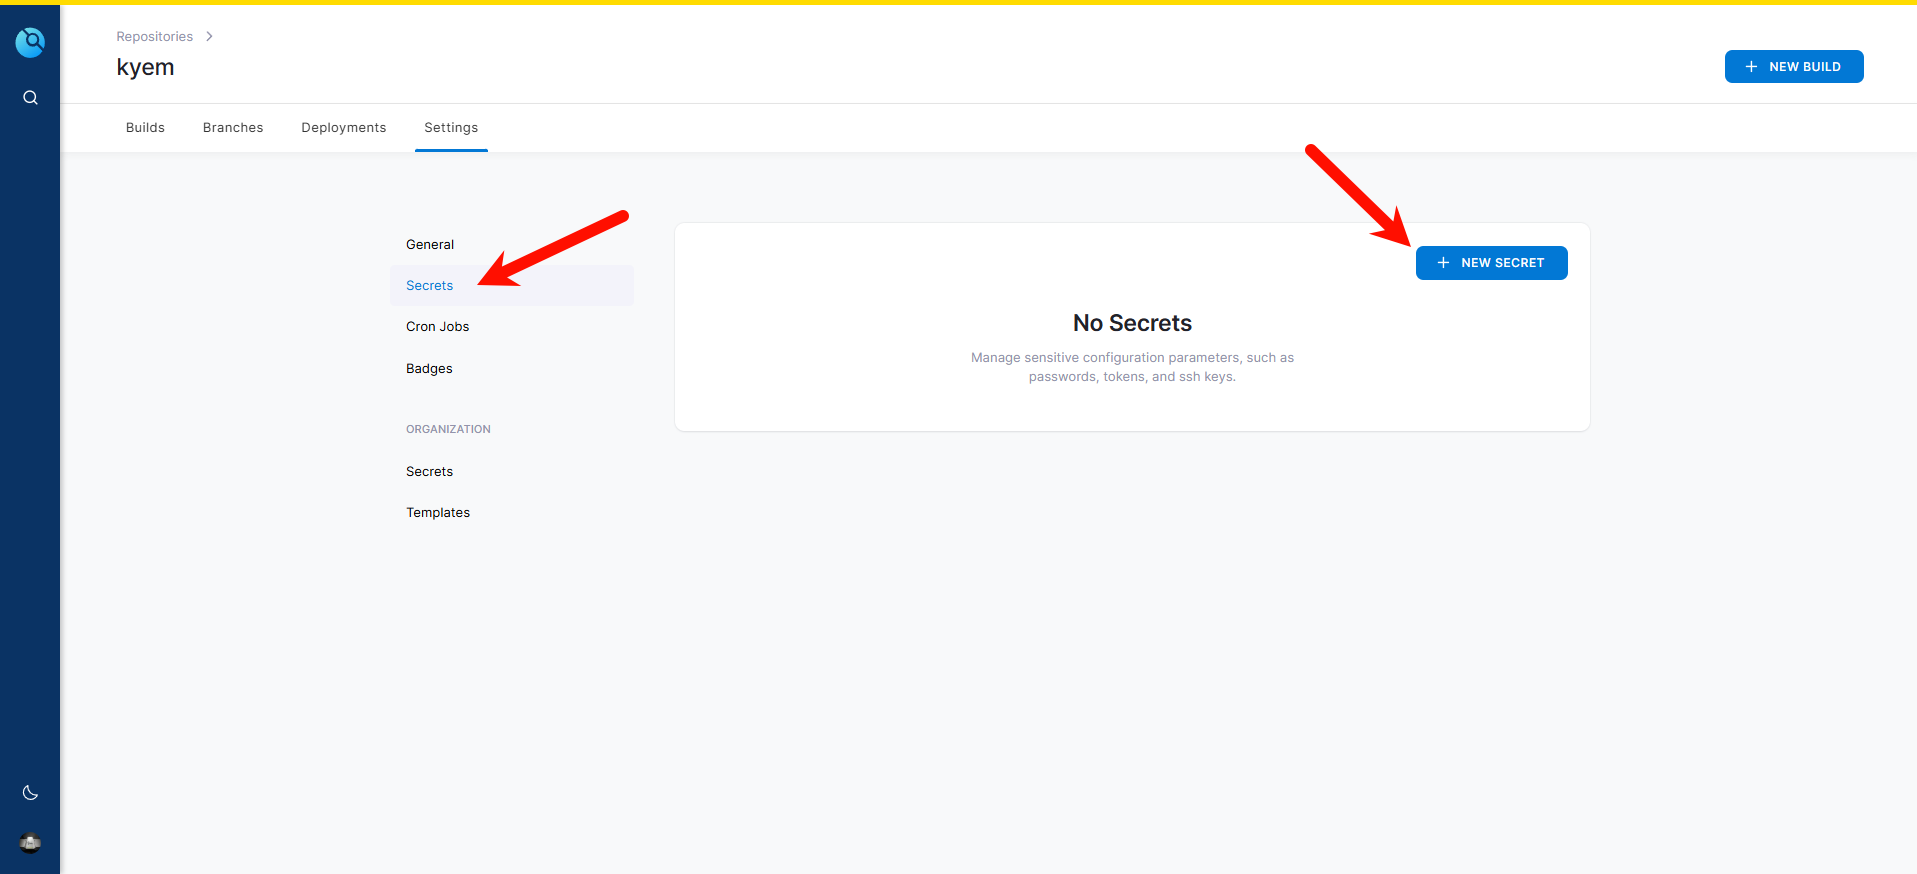 Repositories
kyem
NEW BUILD
Builds
Branches
Deployments
Settings
General
Secrets
Cron Jobs
Badges
ORGANIZATION
Secrets
Templates
NEW SECRET
No Secrets
Manage sensitive configuration parameters, such as
passwords, tokens, and ssh keys.